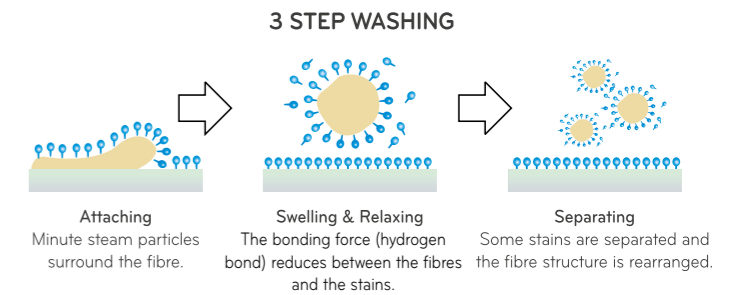 3 STEP WASHING
Attaching
Minute steam particles
surround the fibre.
Swelling & Relaxing
The bonding force (hydrogen
bond) reduces between the fibres
and the stains.
Separating
Some stains are separated and
the fibre structure is rearranged.